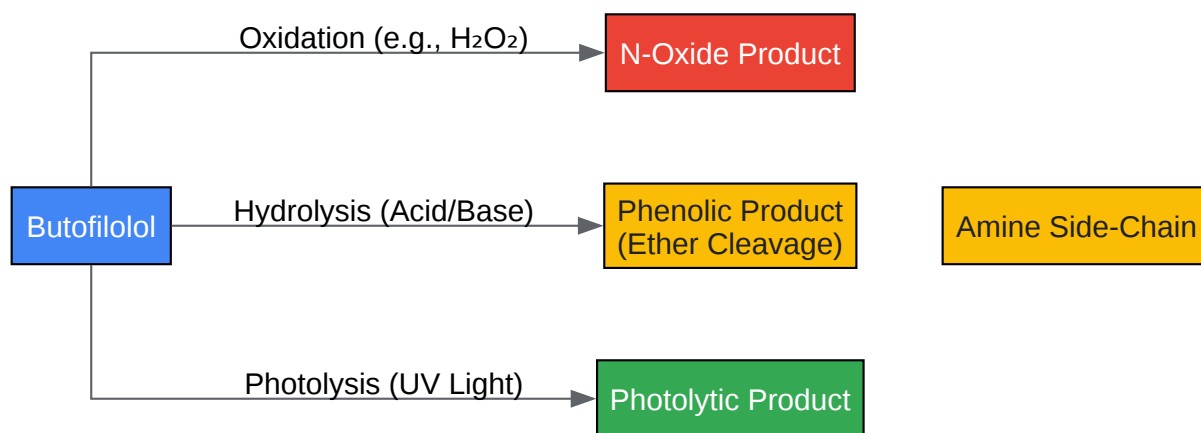 Oxidation (e.g., H₂O₂)
N-Oxide Product
Butofilolol
Hydrolysis (Acid/Base)
Phenolic Product
(Ether Cleavage)
Amine Side-Chain
Photolysis (UV Light)
Photolytic Product